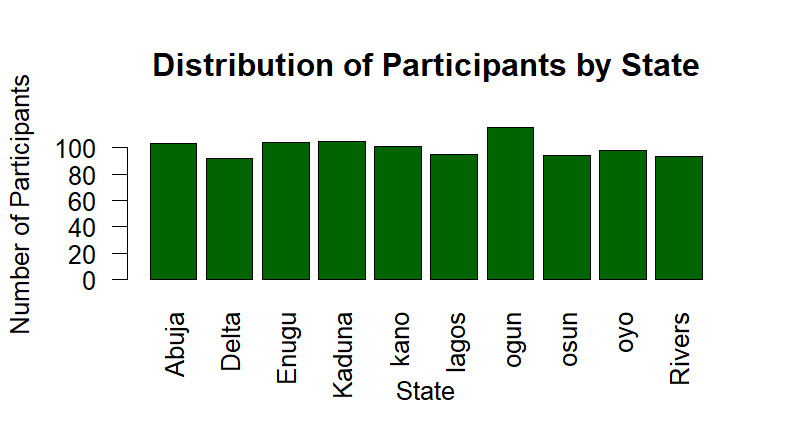 Distribution of Participants by State
Number of Participants
100
80
60
40
20
0
Abuja
Delta
Enugu
Kaduna
kano
lagos
ogun
osun
oyo
Rivers
State